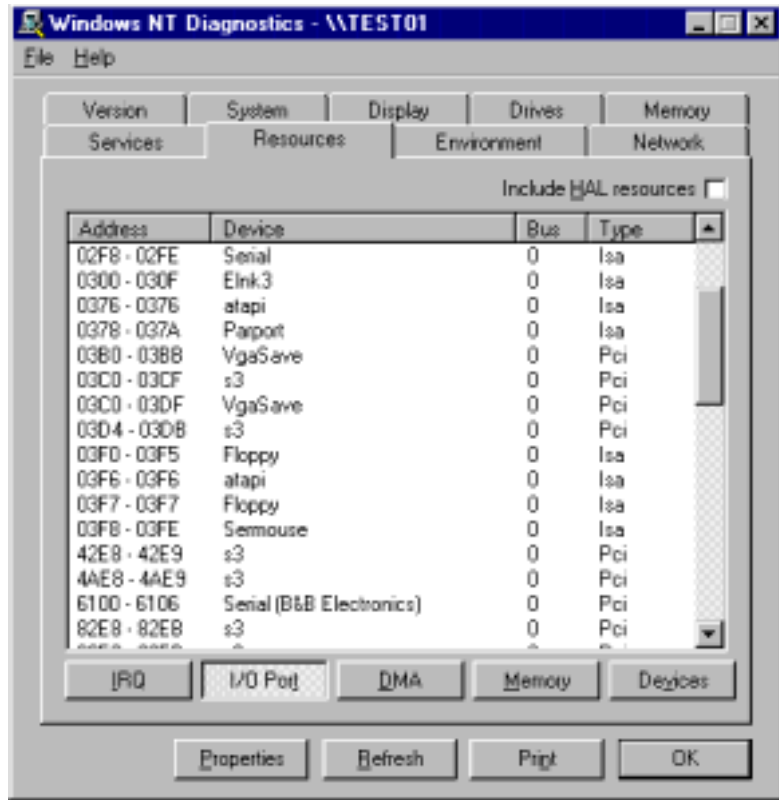 Windows NT Diagnostics - \\TEST01
File Help
Version System Display Drives Memory
Services Resources Environment Network
Include HAL resources
Address Device Bus Type
02F8 - 02FE Serial 0 Isa
0300 - 030F Elnk3 0 Isa
0376 - 0376 atapi 0 Isa
0378 - 037A Parport 0 Isa
03B0 - 03BB VgaSave 0 Pci
03C0 - 03CF s3 0 Pci
03C0 - 03DF VgaSave 0 Pci
03D4 - 03DB s3 0 Pci
03F0 - 03F5 Floppy 0 Isa
03F6 - 03F6 atapi 0 Isa
03F7 - 03F7 Floppy 0 Isa
03F8 - 03FE Sermouse 0 Isa
42E8 - 42E9 s3 0 Pci
4AE8 - 4AE9 s3 0 Pci
6100 - 6106 Serial (B&B Electronics) 0 Pci
82E8 - 82EB s3 0 Pci
IRQ I/O Port DMA Memory Devices
Properties Refresh Print OK